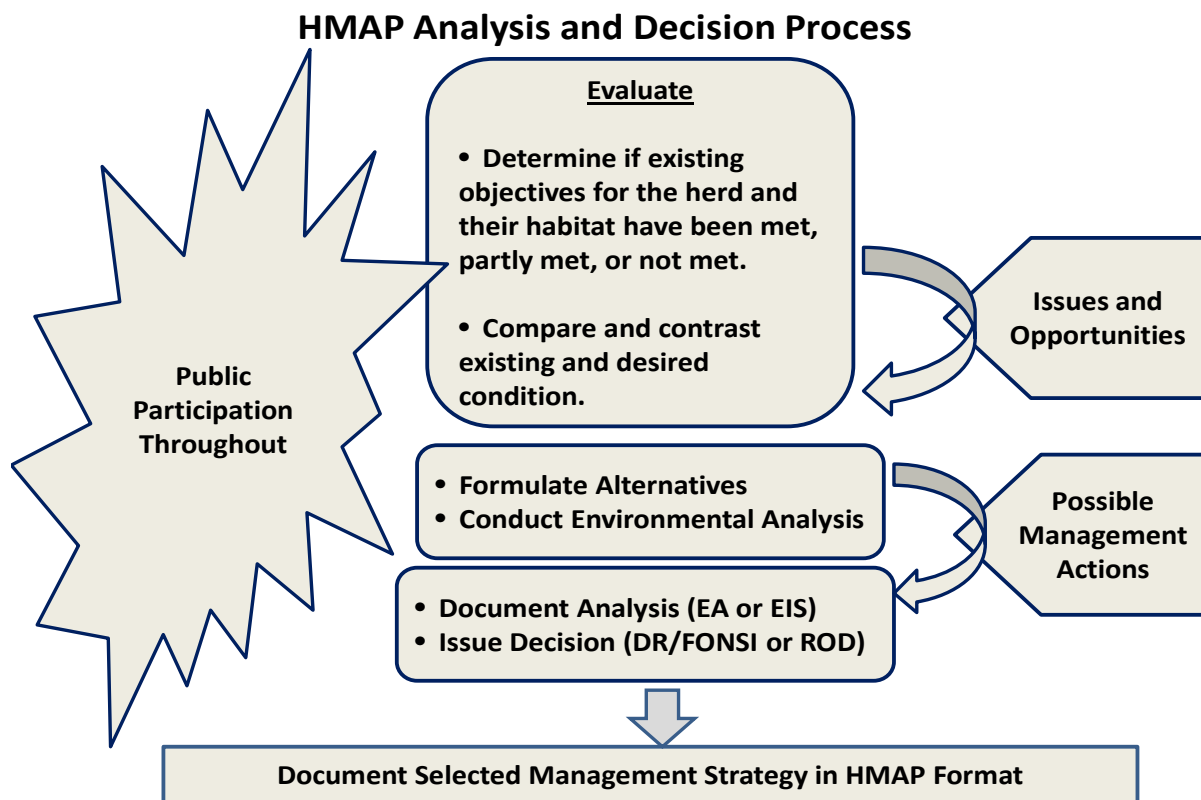 HMAP Analysis and Decision Process
Evaluate
• Determine if existing
objectives for the herd and
their habitat have been met,
partly met, or not met.
• Compare and contrast
existing and desired
condition.
Issues and
Opportunities
Public
Participation
Throughout
• Formulate Alternatives
• Conduct Environmental Analysis
Possible
Management
Actions
• Document Analysis (EA or EIS)
• Issue Decision (DR/FONSI or ROD)
Document Selected Management Strategy in HMAP Format